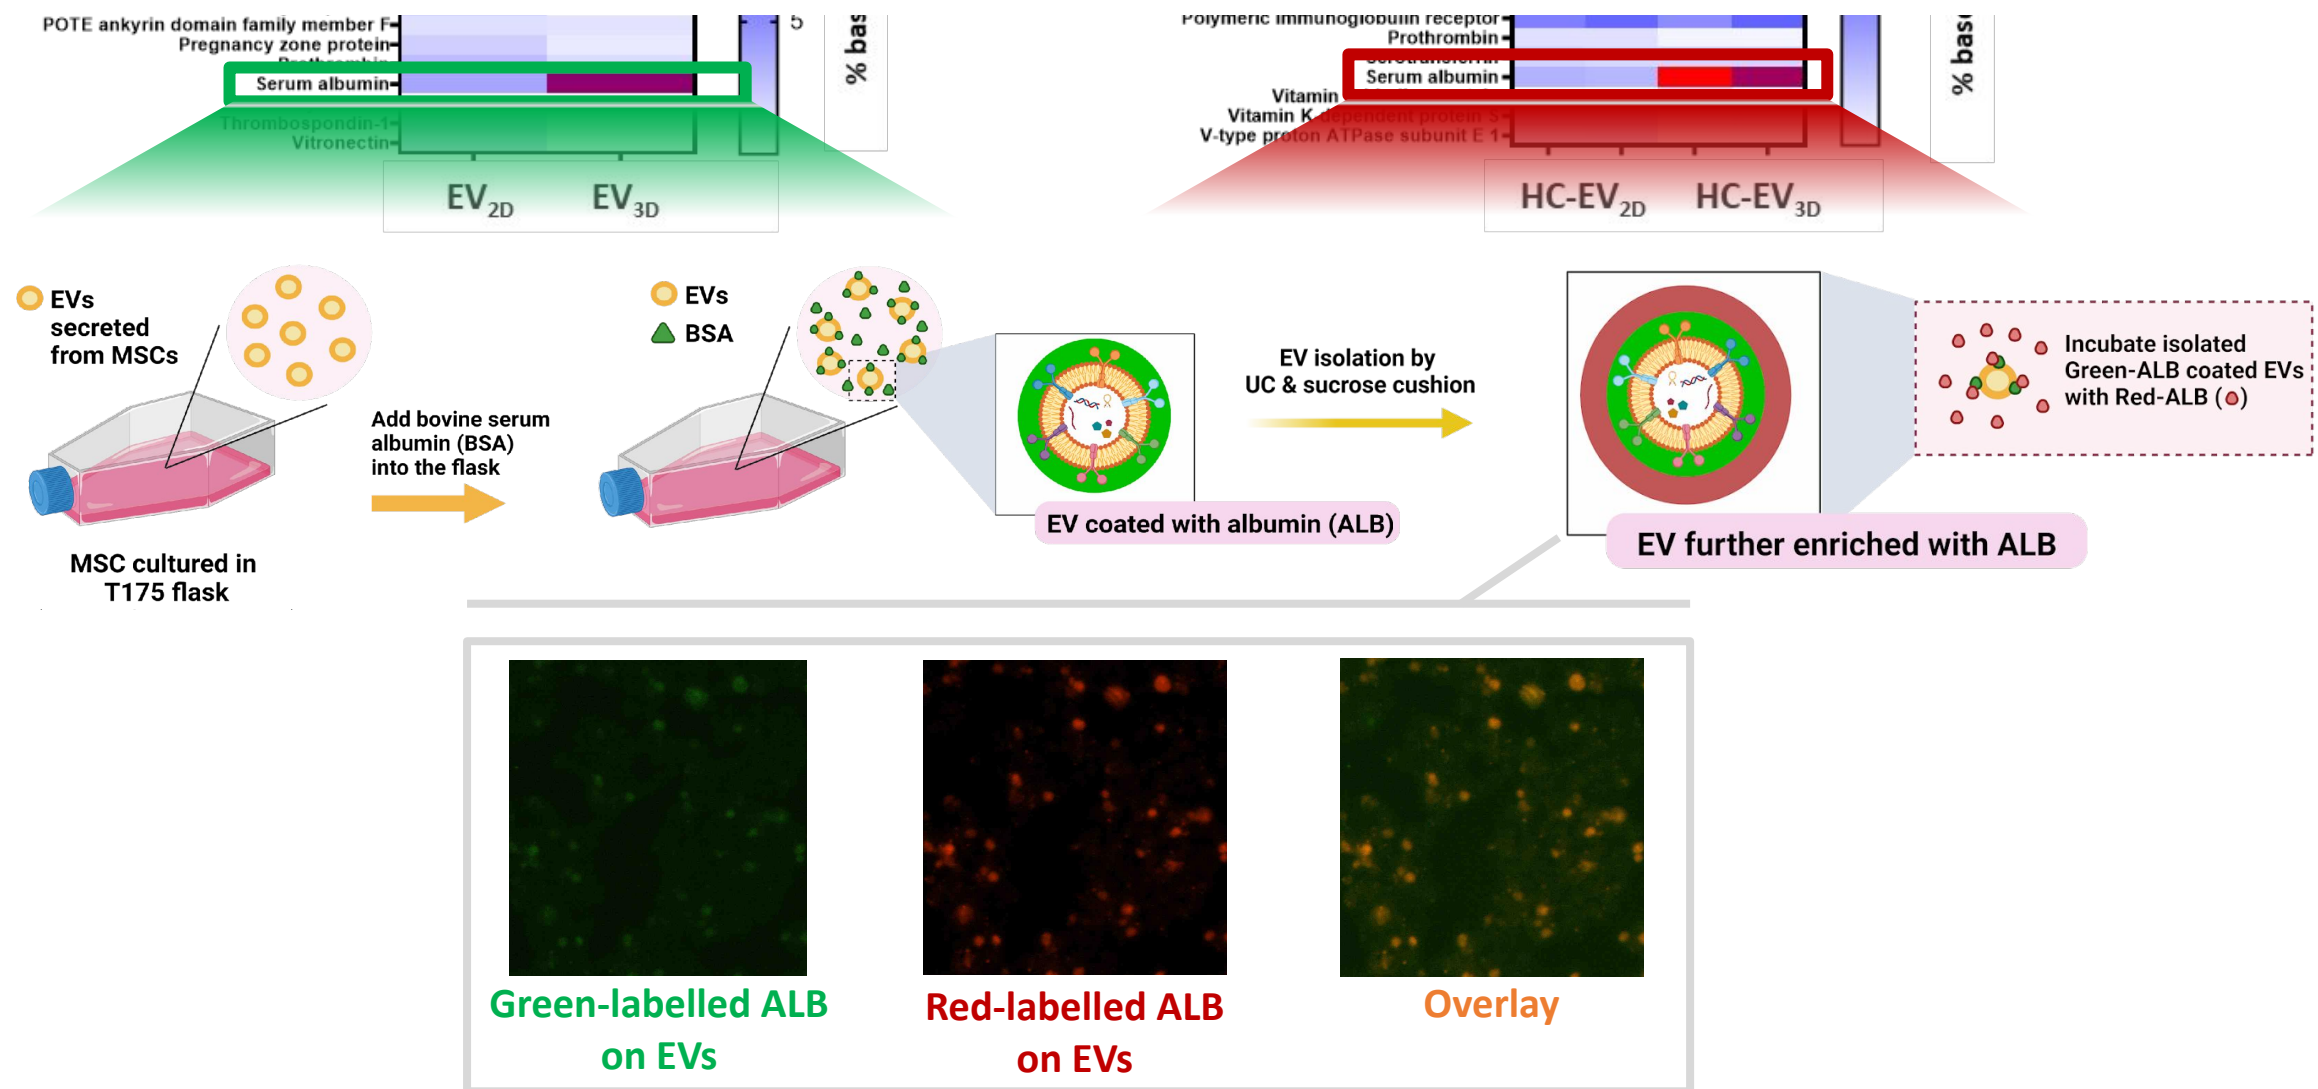 POTE ankyrin domain family member F
Pregnancy zone protein
Prothrombin
Serum albumin
Thrombospondin-1
Vitronectin
5
% bas
EV2D
EV3D
Polymeric immunoglobulin receptor
Prothrombin
Serotransferrin
Serum albumin
Vitamin
Vitamin K-dependent protein S
V-type proton ATPase subunit E 1
% bas
HC-EV2D
HC-EV3D
EVs
secreted
from MSCs
MSC cultured in
T175 flask
Add bovine serum
albumin (BSA)
into the flask
EVs
BSA
EV coated with albumin (ALB)
EV isolation by
UC & sucrose cushion
EV further enriched with ALB
Incubate isolated
Green-ALB coated EVs
with Red-ALB ( )
Green-labelled ALB
on EVs
Red-labelled ALB
on EVs
Overlay